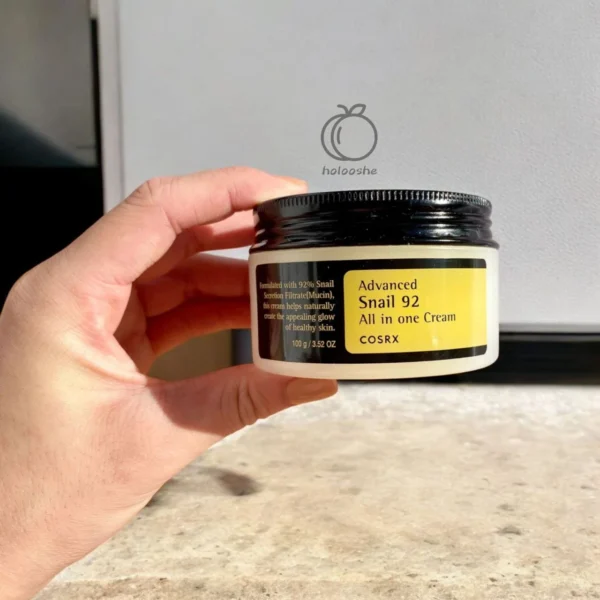 holooshe
Formulated with 92% Snail
Secretion Filtrate(Mucin),
this cream helps naturally
create the appealing glow
of healthy skin.
100 g / 3.52 OZ
Advanced
Snail 92
All in one Cream
COSRX